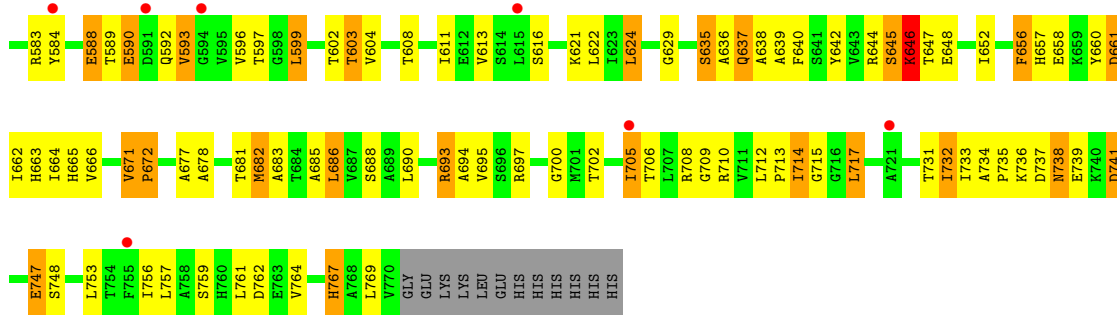 R583 Y584 E588 T589 E590 D591 Q592 V593 G594 V595 V596 T597 G598 L599 T602 T603 V604 T608 I611 E612 V613 S614 L615 S616 K621 L622 I623 L624 G629 S635 A636 Q637 A638 A639 F640 S641 Y642 V643 R644 S645 K646 T647 E648 I652 F656 H657 E658 K659 Y660 D661
I662 H663 I664 H665 V666 V671 P672 A677 A678 T681 M682 A683 T684 A685 L686 V687 S688 A689 L690 R693 A694 V695 S696 R697 G700 M701 T702 I705 T706 L707 R708 G709 R710 V711 L712 P713 I714 G715 G716 L717 A721 T731 I732 I733 A734 P735 K736 D737 N738 E739 K740 D741
E747 S748 L753 T754 F755 I756 L757 A758 S759 H760 L761 D762 E763 V764 H767 A768 L769 V770 GLY GLU LYS LYS LEU GLU HIS HIS HIS HIS HIS HIS